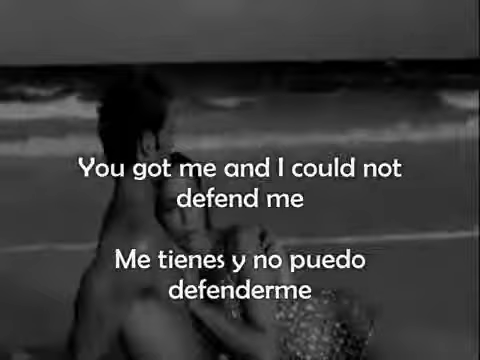 You got me and I could not
defend me
Me tienes y no puedo
defenderme